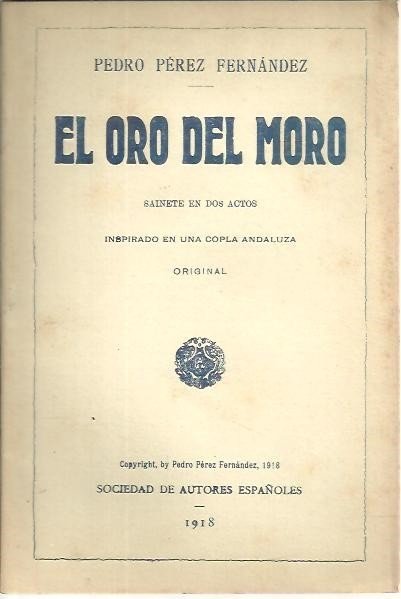 PEDRO PÉREZ FERNÁNDEZ
EL ORO DEL MORO
SAINETE EN DOS ACTOS
INSPIRADO EN UNA COPLA ANDALUZA
ORIGINAL
Copyright, by Pedro Pérez Fernández, 1918
SOCIEDAD DE AUTORES ESPAÑOLES
1918